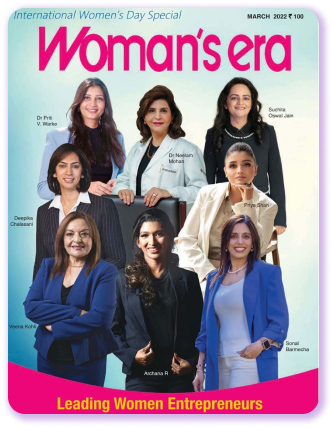 International Women's Day Special
MARCH 2022 ₹ 100
Woman's era
Dr Priti
V. Warke
Dr Neelam
Mohan
Suchita
Oswal Jain
Deepika
Chalasani
Priya Shah
Veena Kohli
Archana R
Sonal
Barmecha
Leading Women Entrepreneurs